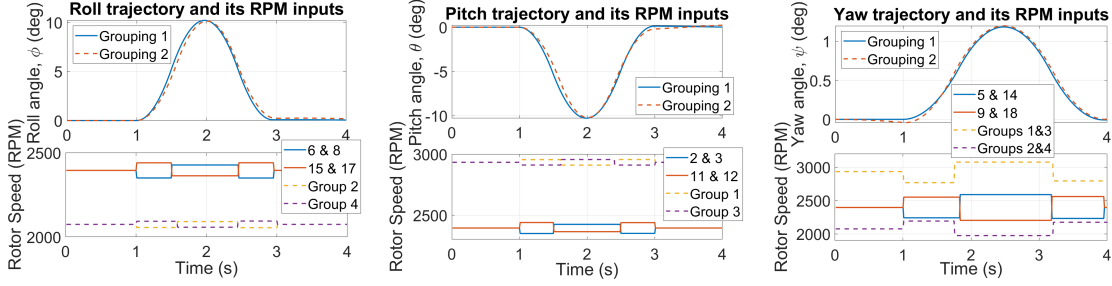 Roll trajectory and its RPM inputs
Roll angle, ϕ (deg)
10
5
0
Grouping 1
Grouping 2
0 1 2 3 4
Rotor Speed (RPM)
2500
2000
6 & 8
15 & 17
Group 2
Group 4
0 1 2 3 4
Time (s)
Pitch trajectory and its RPM inputs
Pitch angle, θ (deg)
0
-5
-10
Grouping 1
Grouping 2
0 1 2 3 4
Rotor Speed (RPM)
3000
2500
2 & 3
11 & 12
Group 1
Group 3
0 1 2 3 4
Time (s)
Yaw trajectory and its RPM inputs
Yaw angle, ψ (deg)
1
0.5
0
Grouping 1
Grouping 2
0 1 2 3 4
5 & 14
9 & 18
Groups 1&3
Groups 2&4
Rotor Speed (RPM)
3000
2500
2000
0 1 2 3 4
Time (s)